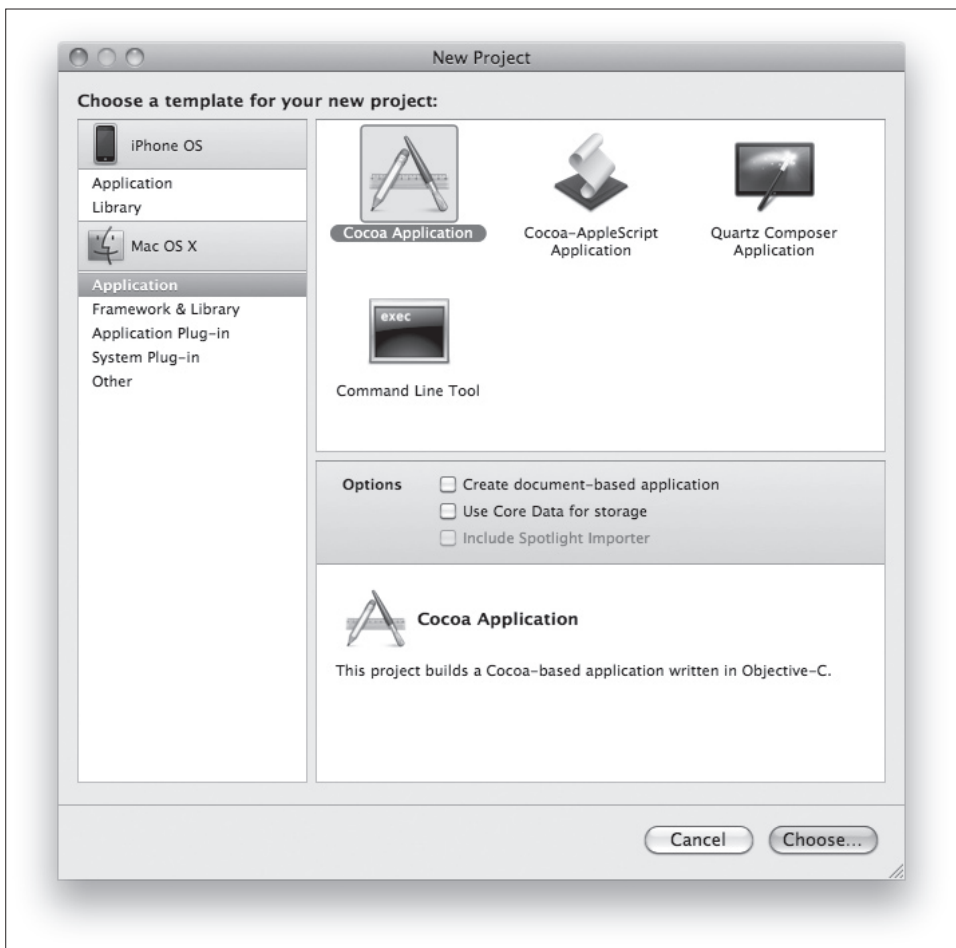 New Project
Choose a template for your new project:
iPhone OS
Application
Library
Mac OS X
Application
Framework & Library
Application Plug-in
System Plug-in
Other
Cocoa Application
Cocoa-AppleScript
Application
Quartz Composer
Application
exec
Command Line Tool
Options
Create document-based application
Use Core Data for storage
Include Spotlight Importer
Cocoa Application
This project builds a Cocoa-based application written in Objective-C.
Cancel
Choose...